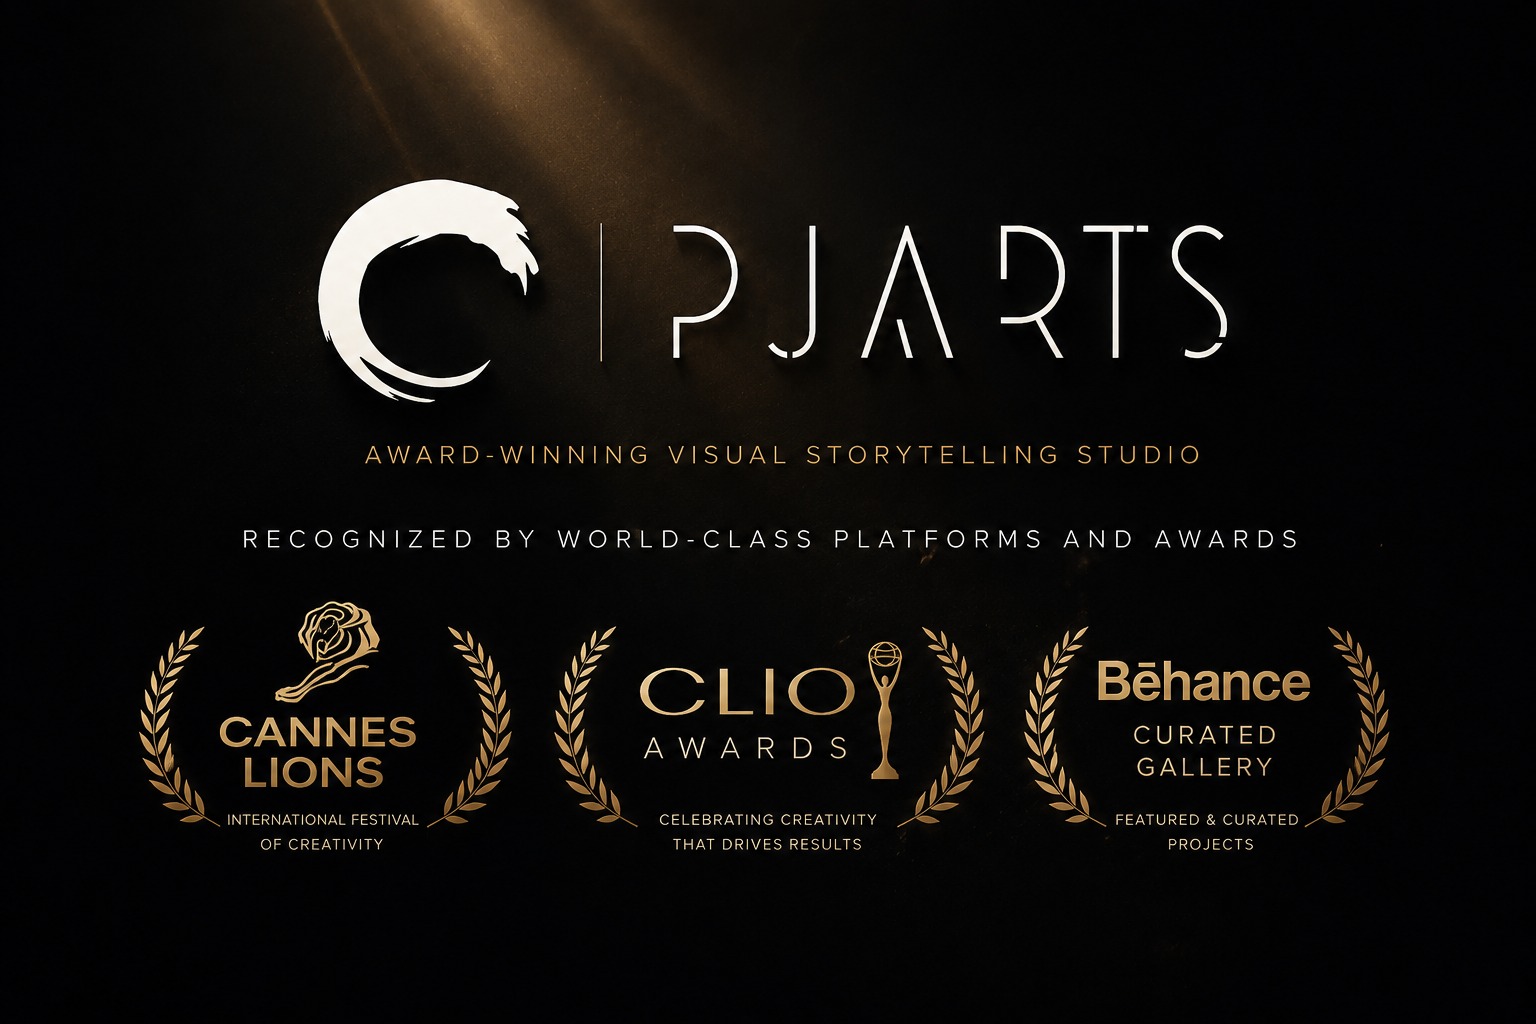 PJARTS
AWARD-WINNING VISUAL STORYTELLING STUDIO
RECOGNIZED BY WORLD-CLASS PLATFORMS AND AWARDS
CANNES
LIONS
INTERNATIONAL FESTIVAL
OF CREATIVITY
CLIO
AWARDS
CELEBRATING CREATIVITY
THAT DRIVES RESULTS
Bēhance
CURATED
GALLERY
FEATURED & CURATED
PROJECTS